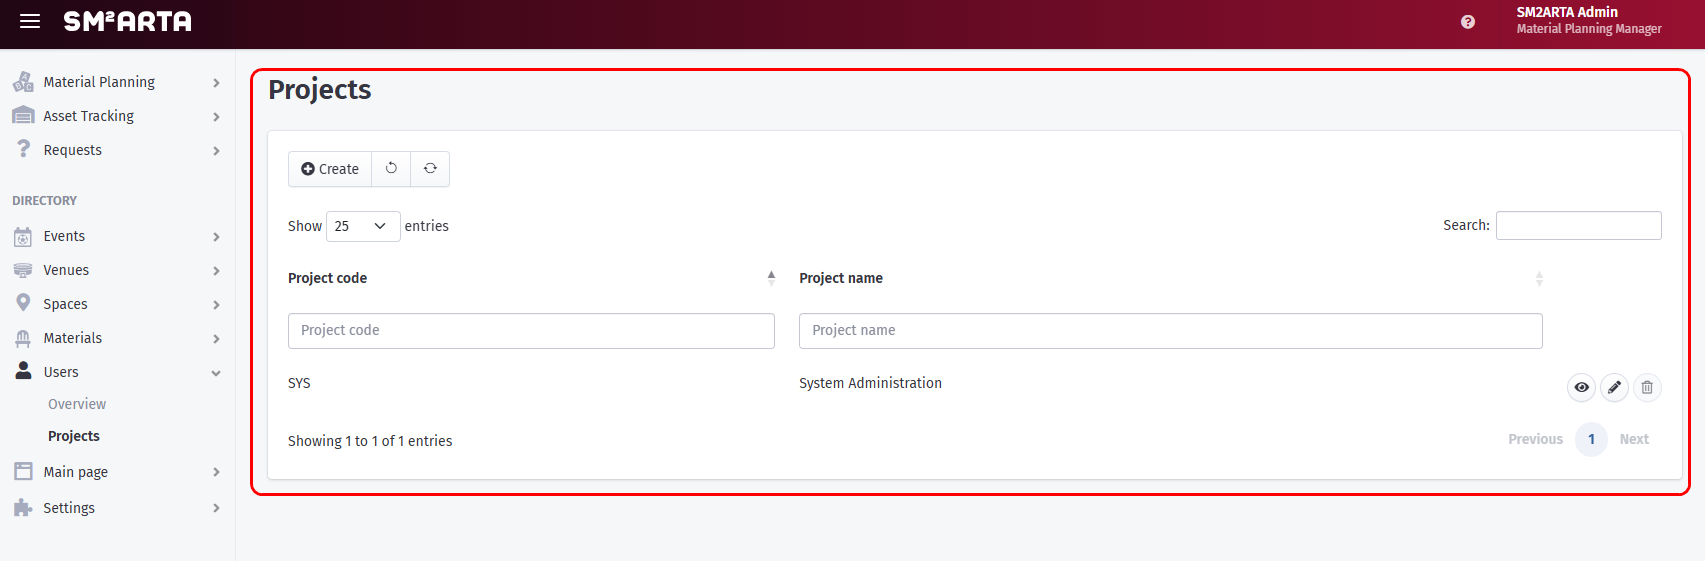 SM²ARTA
SM2ARTA Admin
Material Planning Manager
Material Planning
Asset Tracking
Requests
DIRECTORY
Events
Venues
Spaces
Materials
Users
Overview
Projects
Main page
Settings
Projects
Create
Show 25 entries
Search:
Project code Project name
Project code Project name
SYS System Administration
Showing 1 to 1 of 1 entries
Previous 1 Next